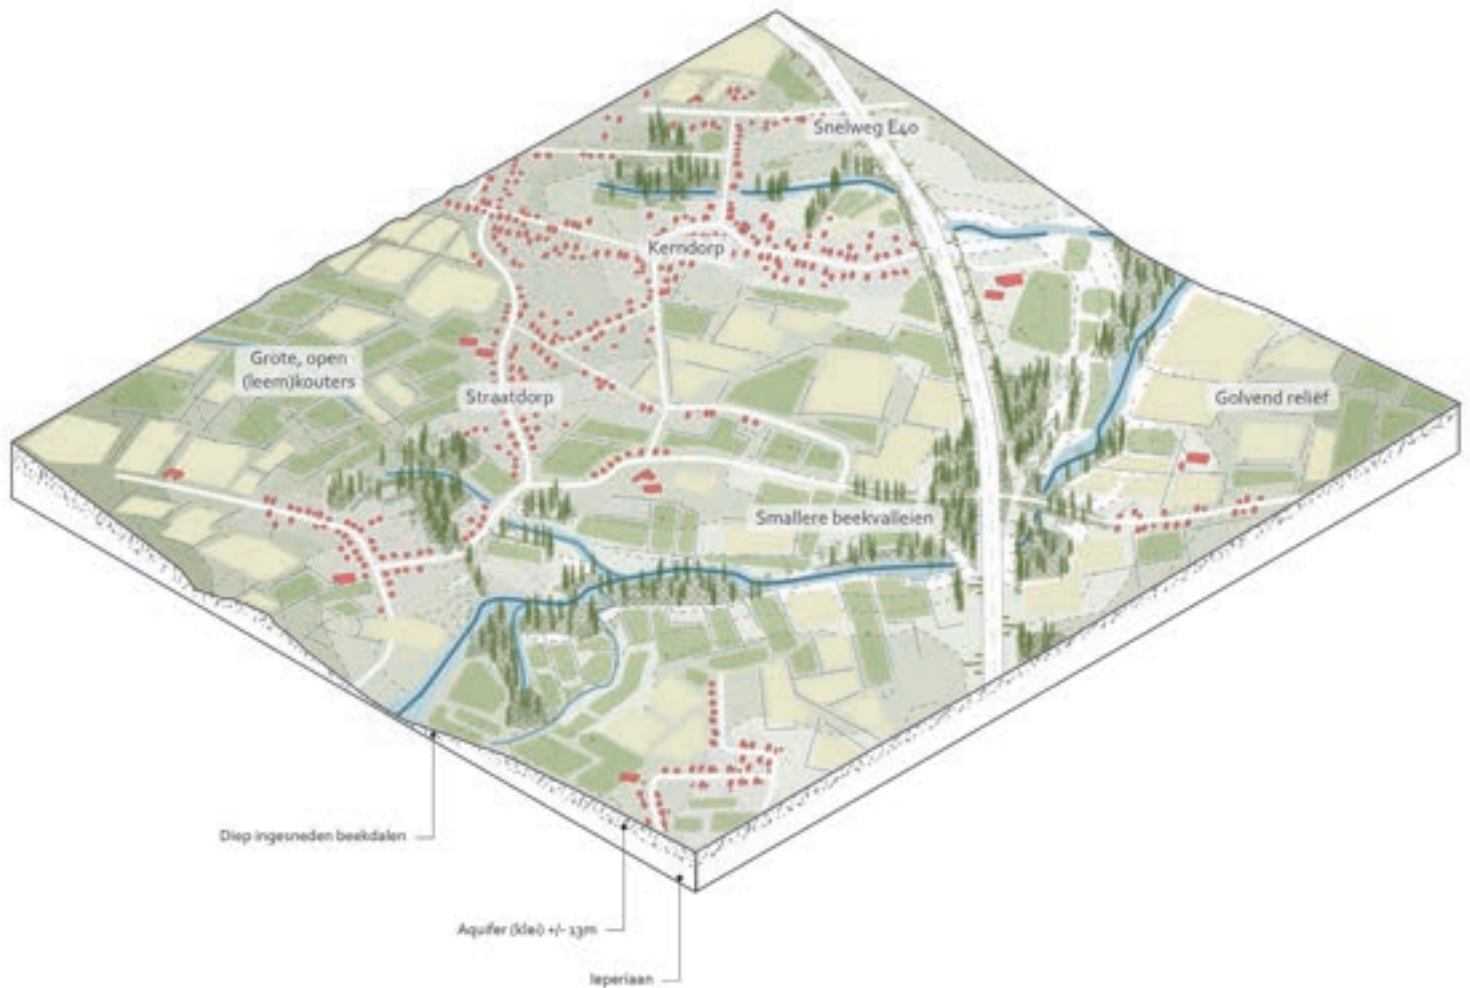 Snelweg E40
Kerndorp
Grote, open
(leem)kouters
Straatdorp
Golvend reliëf
Smallere beekvalleien
Diep ingesneden beekdalen
Aquifer (klei) +/- 13m
Ieperiaan